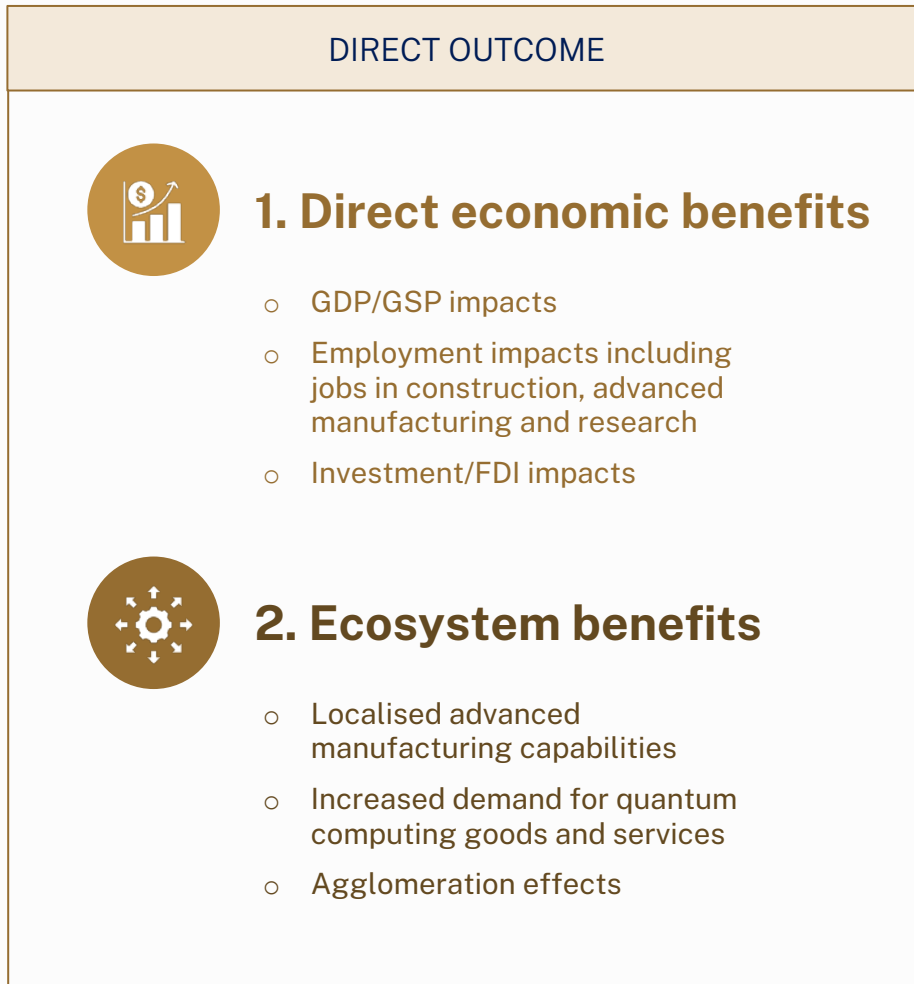 DIRECT OUTCOME
$
1. Direct economic benefits
o GDP/GSP impacts
o Employment impacts including
jobs in construction, advanced
manufacturing and research
o Investment/FDI impacts
2. Ecosystem benefits
o Localised advanced
manufacturing capabilities
o Increased demand for quantum
computing goods and services
o Agglomeration effects